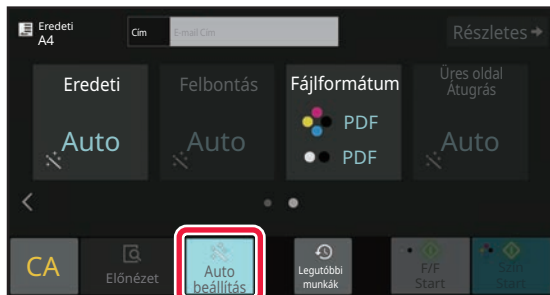 Eredeti
A4
Cím
E-mail Cím
Részletes
Eredeti
Auto
Felbontás
Auto
Fájlformátum
PDF
PDF
Üres oldal
Átugrás
Auto
CA
Előnézet
Auto
beállítás
Legutóbbi
munkák
F/F
Start
Szín
Start